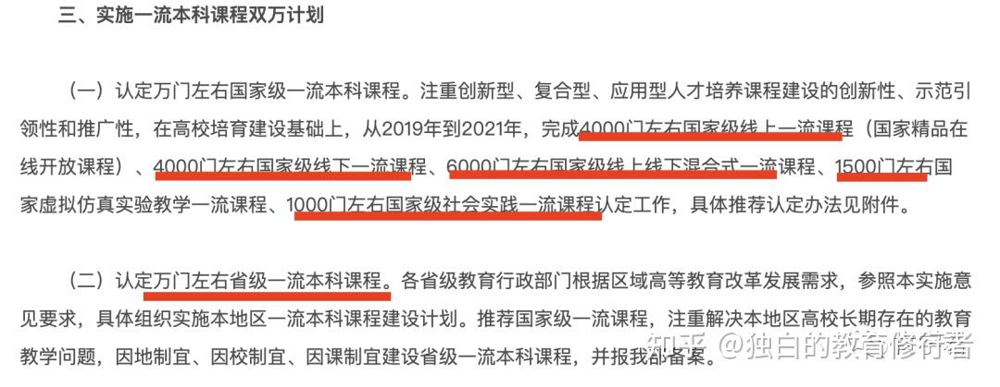 三、实施一流本科课程双万计划
（一）认定万门左右国家级一流本科课程。注重创新型、复合型、应用型人才培养课程建设的创新性、示范引
领性和推广性，在高校培育建设基础上，从2019年到2021年，完成4000门左右国家级线上一流课程（国家精品在
线开放课程）、4000门左右国家级线下一流课程、6000门左右国家级线上线下混合式一流课程、1500门左右国
家虚拟仿真实验教学一流课程、1000门左右国家级社会实践一流课程认定工作，具体推荐认定办法见附件。
（二）认定万门左右省级一流本科课程。各省级教育行政部门根据区域高等教育改革发展需求，参照本实施意
见要求，具体组织实施本地区一流本科课程建设计划。推荐国家级一流课程，注重解决本地区高校长期存在的教育
教学问题，因地制宜、因校制宜、因课制宜建设省级一流本科课程，并报我部备案。
知乎 @独白的教育修行者